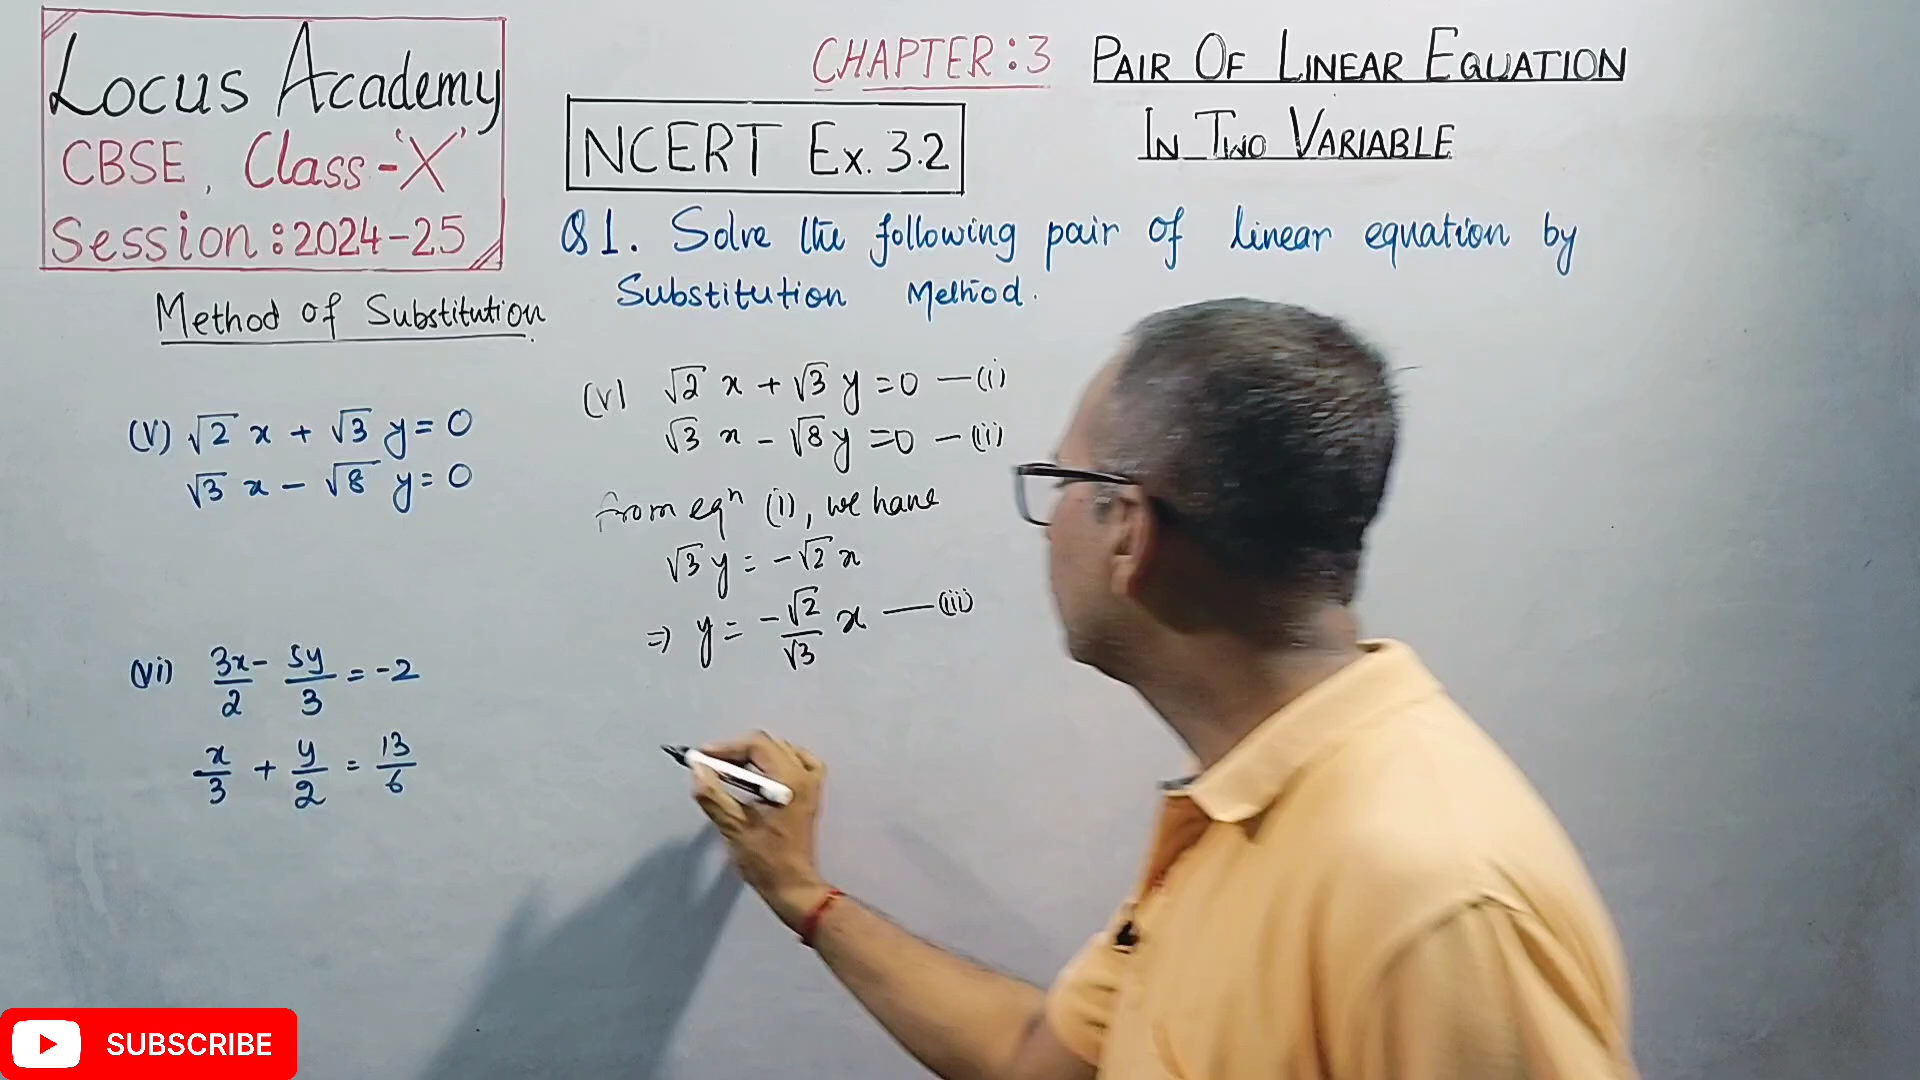 Locus Academy
CBSE, Class-'X'
Session:2024-25
CHAPTER:3 PAIR OF LINEAR EQUATION
IN TWO VARIABLE
NCERT Ex. 3.2
Q1. Solve the following pair of linear equation by
Substitution Method.
Method of Substitution.
(V) √2 x + √3 y = 0
√3 x - √8 y = 0
(vi) 3x/2 - 5y/3 = -2
x/3 + y/2 = 13/6
(v) √2 x + √3 y = 0 —(i)
√3 x - √8 y = 0 —(ii)
from eqⁿ (i), we have
√3 y = -√2 x
⇒ y = -√2/√3 x —(iii)
SUBSCRIBE